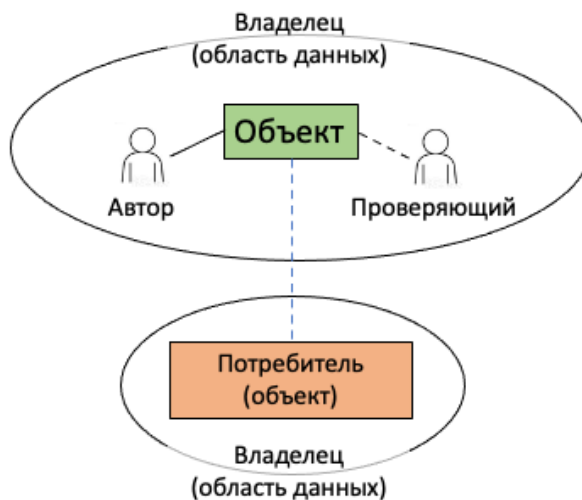 Владелец
(область данных)
Объект
Автор
Проверяющий
Потребитель
(объект)
Владелец
(область данных)